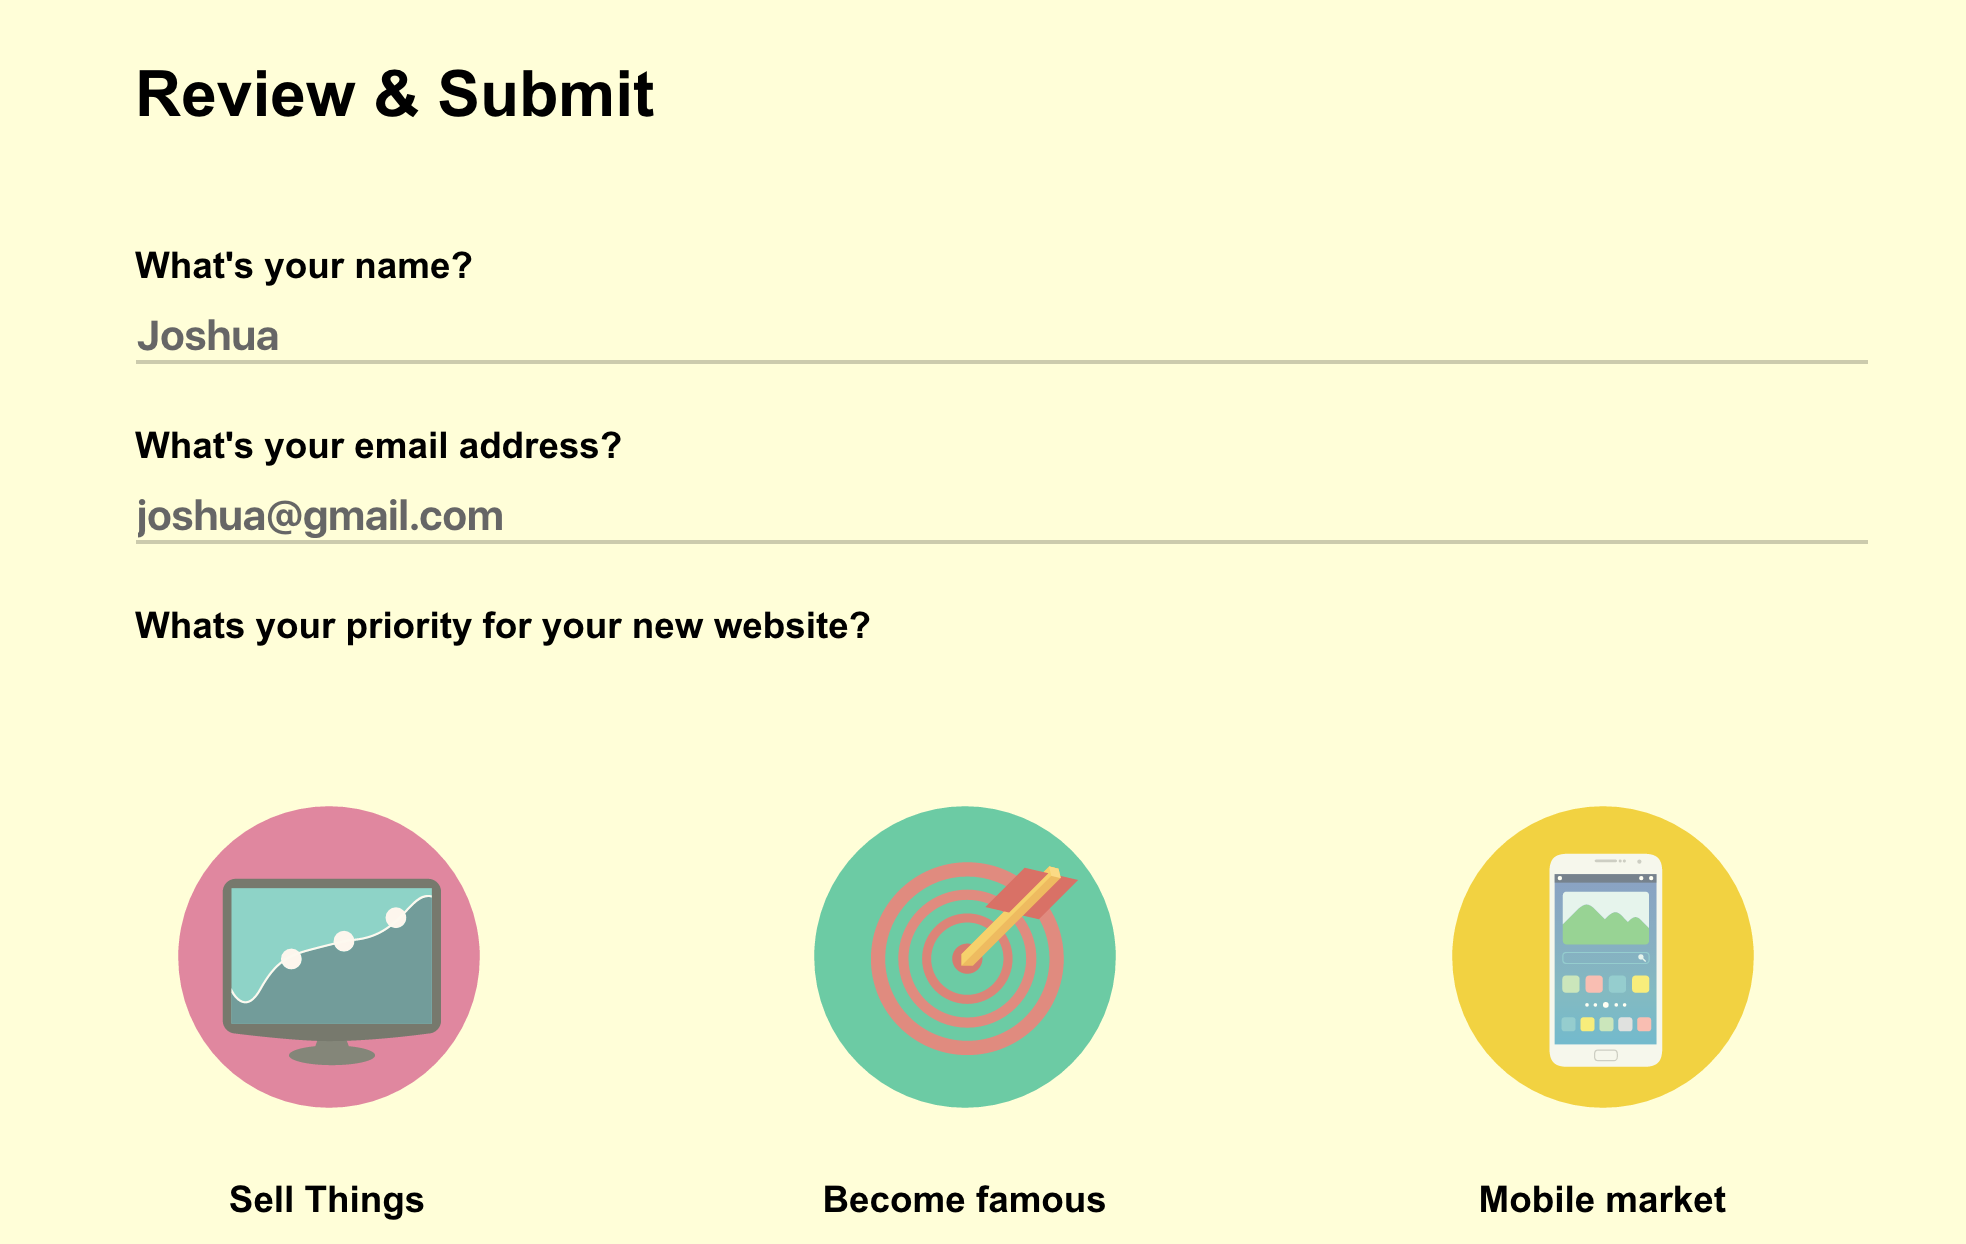 Review & Submit
What's your name?
Joshua
What's your email address?
joshua@gmail.com
Whats your priority for your new website?
Sell Things
Become famous
Mobile market